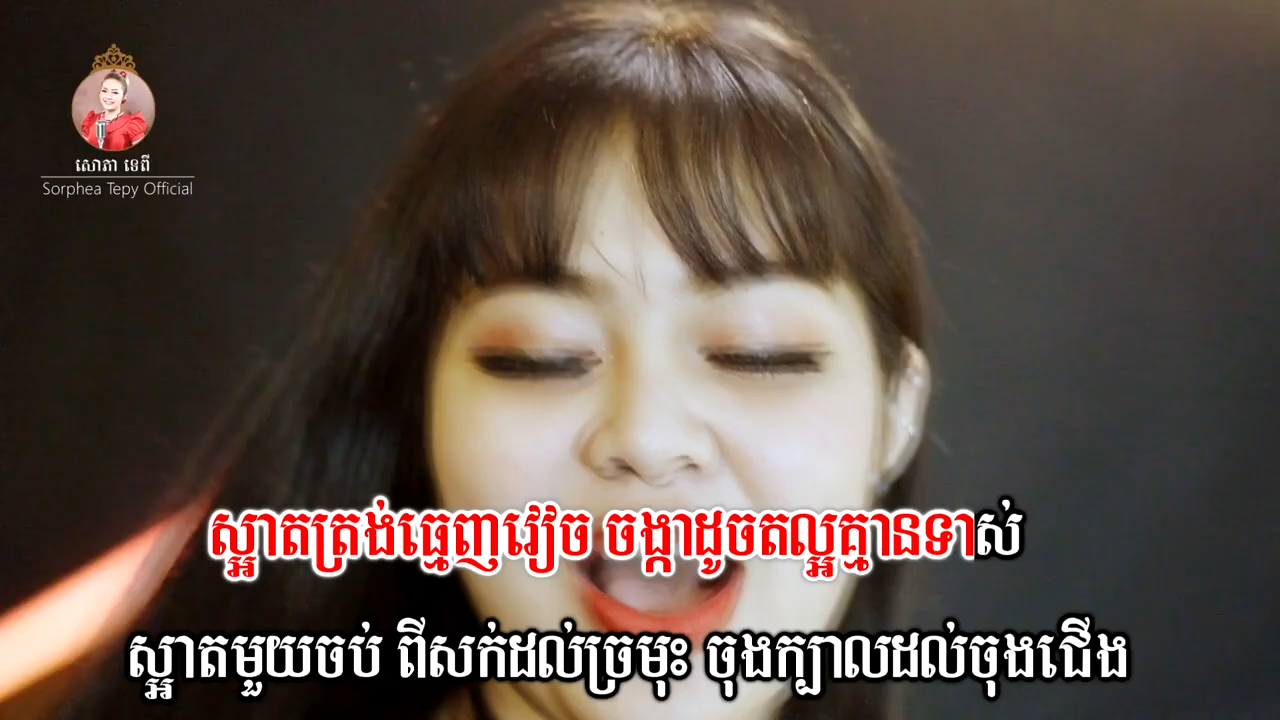 សោភា ទេពី
Sorphea Tepy Official
ស្អាតត្រង់ធ្មេញវៀច ចង្កាដូចតល្អគ្មានទាស់
ស្អាតមួយចប់ ពីសក់ដល់ច្រមុះ ចុងក្បាលដល់ចុងជើង